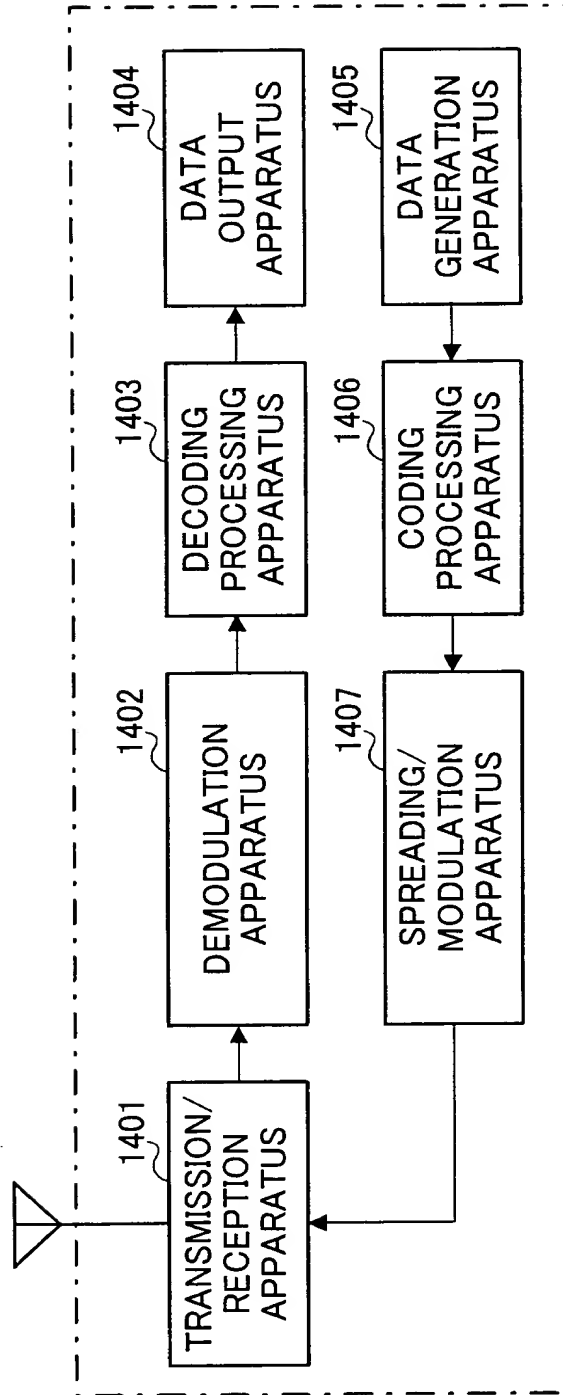 1401
TRANSMISSION/
RECEPTION
APPARATUS
1402
DEMODULATION
APPARATUS
1403
DECODING
PROCESSING
APPARATUS
1404
DATA
OUTPUT
APPARATUS
1407
SPREADING/
MODULATION
APPARATUS
1406
CODING
PROCESSING
APPARATUS
1405
DATA
GENERATION
APPARATUS